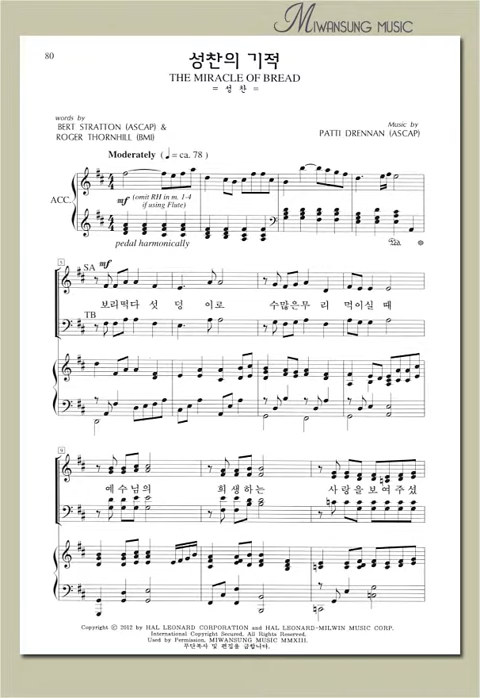 MIWANSUNG MUSIC
80
성찬의 기적
THE MIRACLE OF BREAD
= 성 찬 =
words by
BERT STRATTON (ASCAP) &
ROGER THORNHILL (BMI)
Music by
PATTI DRENNAN (ASCAP)
Moderately ( ♩ = ca. 78 )
ACC.
mf (omit RH in m. 1-4
if using Flute)
pedal harmonically
5
SA
mf
보리떡다 섯 덩 이로 수많은무 리 먹이실 때
TB
9
예수님의 희생하는 사랑을보여주셨
Copyright © 2012 by HAL LEONARD CORPORATION and HAL LEONARD-MILWIN MUSIC CORP.
International Copyright Secured. All Rights Reserved.
Used by Permission. MIWANSUNG MUSIC MMXIII.
무단복사 및 편집을 금합니다.